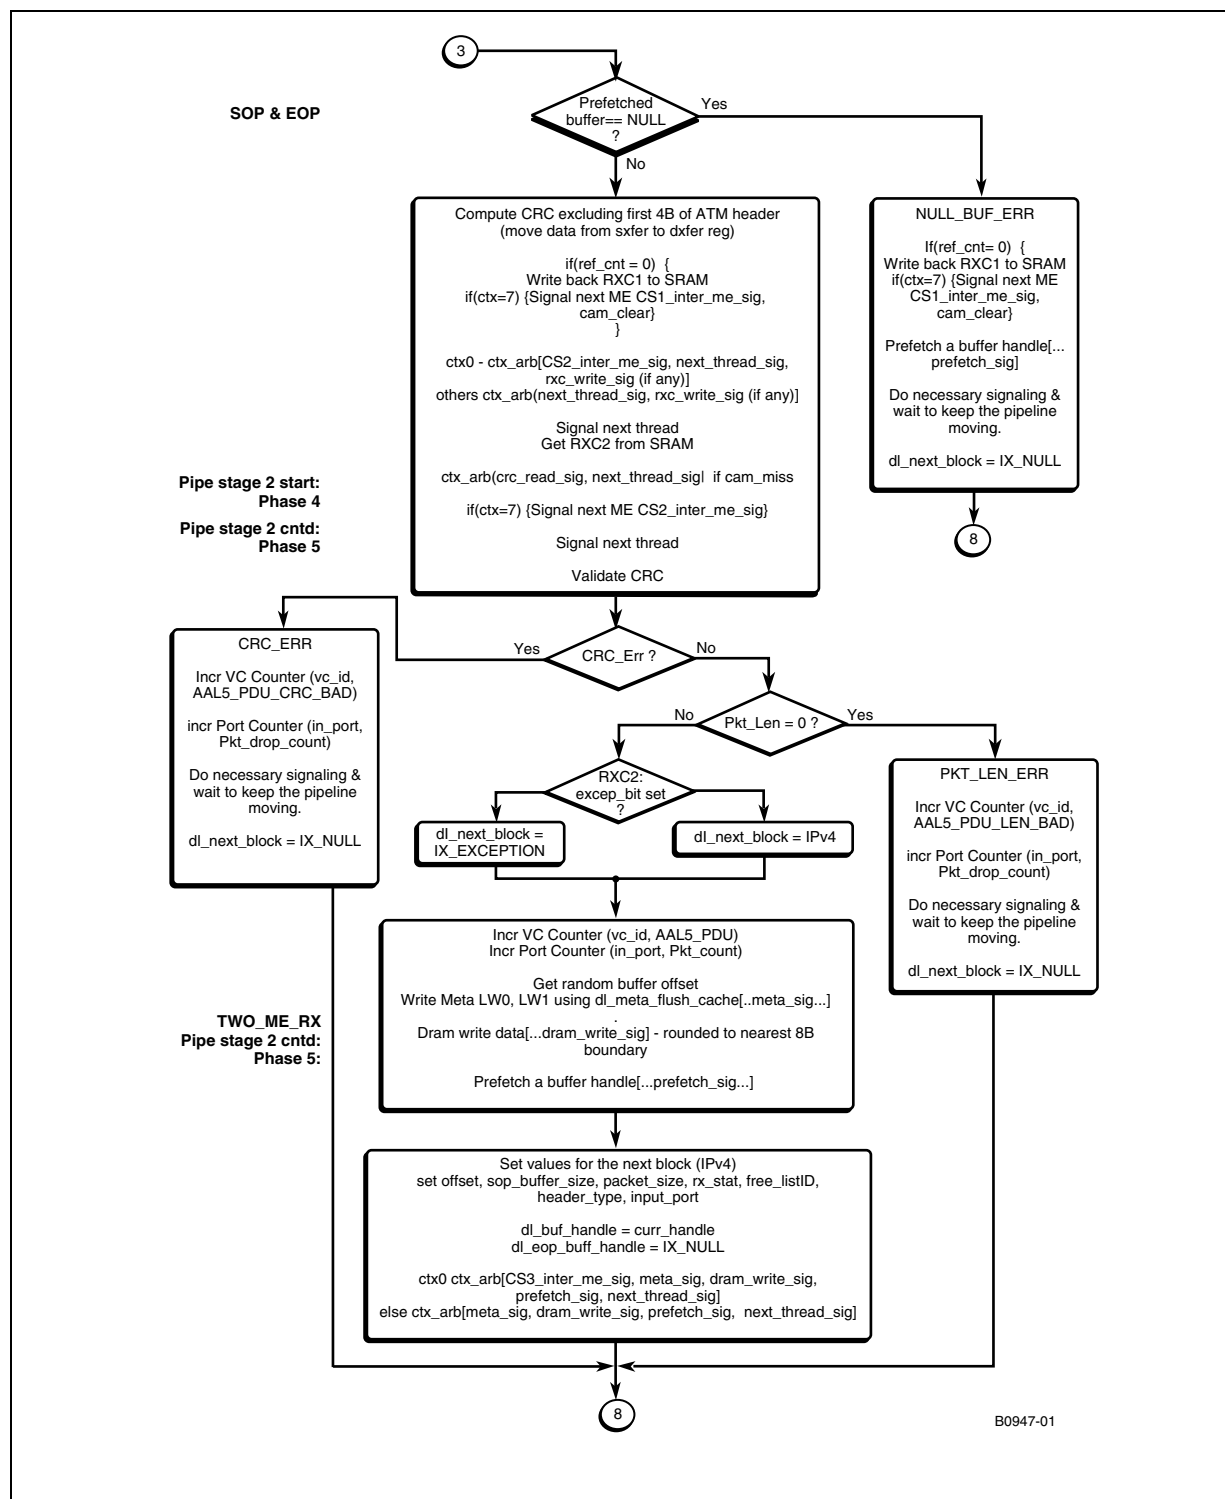 3
SOP & EOP
Prefetched
buffer== NULL
?
Yes
No
Compute CRC excluding first 4B of ATM header
(move data from sxfer to dxfer reg)
if(ref_cnt = 0)  {
Write back RXC1 to SRAM
if(ctx=7) {Signal next ME CS1_inter_me_sig,
cam_clear}
}
ctx0 - ctx_arb[CS2_inter_me_sig, next_thread_sig,
rxc_write_sig (if any)]
others ctx_arb(next_thread_sig, rxc_write_sig (if any)]
Signal next thread
Get RXC2 from SRAM
ctx_arb(crc_read_sig, next_thread_sig|  if cam_miss
if(ctx=7) {Signal next ME CS2_inter_me_sig}
Signal next thread
Validate CRC
NULL_BUF_ERR
If(ref_cnt= 0)  {
Write back RXC1 to SRAM
if(ctx=7) {Signal next ME
CS1_inter_me_sig,
cam_clear}
Prefetch a buffer handle[...
prefetch_sig]
Do necessary signaling &
wait to keep the pipeline
moving.
dl_next_block = IX_NULL
8
Pipe stage 2 start:
Phase 4
Pipe stage 2 cntd:
Phase 5
CRC_Err ?
Yes
No
CRC_ERR
Incr VC Counter (vc_id,
AAL5_PDU_CRC_BAD)
incr Port Counter (in_port,
Pkt_drop_count)
Do necessary signaling &
wait to keep the pipeline
moving.
dl_next_block = IX_NULL
Pkt_Len = 0 ?
No
Yes
RXC2:
excep_bit set
?
dl_next_block =
IX_EXCEPTION
dl_next_block = IPv4
PKT_LEN_ERR
Incr VC Counter (vc_id,
AAL5_PDU_LEN_BAD)
incr Port Counter (in_port,
Pkt_drop_count)
Do necessary signaling &
wait to keep the pipeline
moving.
dl_next_block = IX_NULL
Incr VC Counter (vc_id, AAL5_PDU)
Incr Port Counter (in_port, Pkt_count)
Get random buffer offset
Write Meta LW0, LW1 using dl_meta_flush_cache[..meta_sig...]
.
Dram write data[...dram_write_sig] - rounded to nearest 8B
boundary
Prefetch a buffer handle[...prefetch_sig...]
TWO_ME_RX
Pipe stage 2 cntd:
Phase 5:
Set values for the next block (IPv4)
set offset, sop_buffer_size, packet_size, rx_stat, free_listID,
header_type, input_port
dl_buf_handle = curr_handle
dl_eop_buff_handle = IX_NULL
ctx0 ctx_arb[CS3_inter_me_sig, meta_sig, dram_write_sig,
prefetch_sig, next_thread_sig]
else ctx_arb[meta_sig, dram_write_sig, prefetch_sig,  next_thread_sig]
8
B0947-01